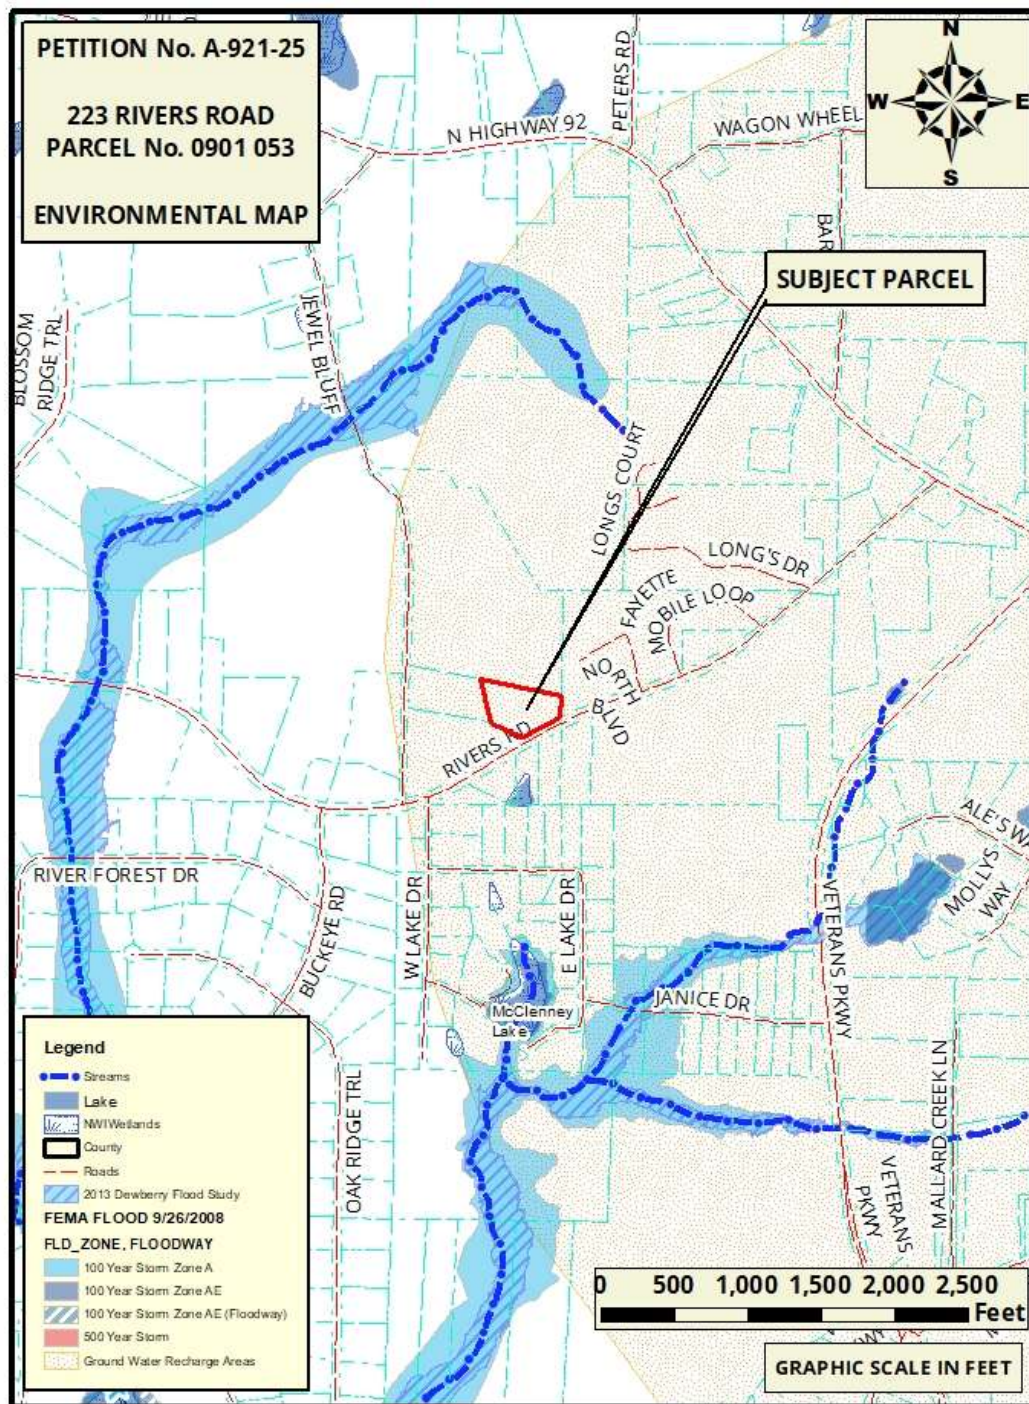 PETITION No. A-921-25
223 RIVERS ROAD
PARCEL No. 0901 053
ENVIRONMENTAL MAP
N
W
E
S
PETERS RD
N HIGHWAY 92
WAGON WHEEL
BAR
SUBJECT PARCEL
BLOSSOM
RIDGE TRL
JEWEL BLUFF
LONGS COURT
LONG'S DR
FAYETTE
MOBILE LOOP
NORTH
BLVD
RIVERS RD
ALE'S WA
MOLLYS
WAY
RIVER FOREST DR
BUCKEYE RD
W LAKE DR
E LAKE DR
VETERANS PKWY
JANICE DR
McClenney
Lake
MALLARD CREEK LN
OAK RIDGE TRL
VETERANS
PKWY
Legend
Streams
Lake
NWI Wetlands
County
Roads
2013 Dewberry Flood Study
FEMA FLOOD 9/26/2008
FLD_ZONE, FLOODWAY
100 Year Storm Zone A
100 Year Storm Zone AE
100 Year Storm Zone AE (Floodway)
500 Year Storm
Ground Water Recharge Areas
0 500 1,000 1,500 2,000 2,500
Feet
GRAPHIC SCALE IN FEET